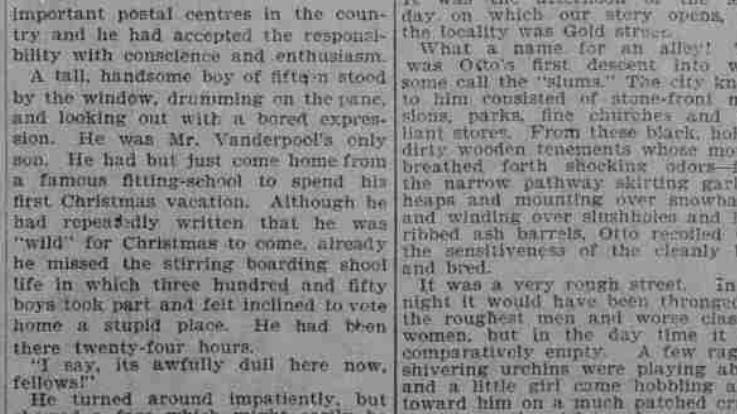 important postal centres in the coun-
try and he had accepted the responsi-
bility with conscience and enthusiasm.
A tall, handsome boy of fifteen stood
by the window, drumming on the pane,
and looking out with a bored expres-
sion. He was Mr. Vanderpool's only
son. He had but just come home from
a famous fitting-school to spend his
first Christmas vacation. Although he
had repeatedly written that he was
"wild" for Christmas to come, already
he missed the stirring boarding shool
life in which three hundred and fifty
boys took part and felt inclined to vote
home a stupid place. He had been
there twenty-four hours.
"I say, its awfully dull here now,
fellows!"
He turned around impatiently, but
day on which our story opens,
the locality was Gold street.
What a name for an alley!
was Otto's first descent into
some call the "slums." The city
to him consisted of stone-front
sions, parks, fine churches and
liant stores. From these black,
dirty wooden tenements whose
breathed forth shocking odors
the narrow pathway skirting
heaps and mounting over
and winding over slushholes and
ribbed ash barrels, Otto recoiled
the sensitiveness of the cleanly
and bred.
It was a very rough street. In
night it would have been thronged
the roughest men and worse
women, but in the day time it
comparatively empty. A few
shivering urchins were playing
and a little girl came hobbling
toward him on a much patched